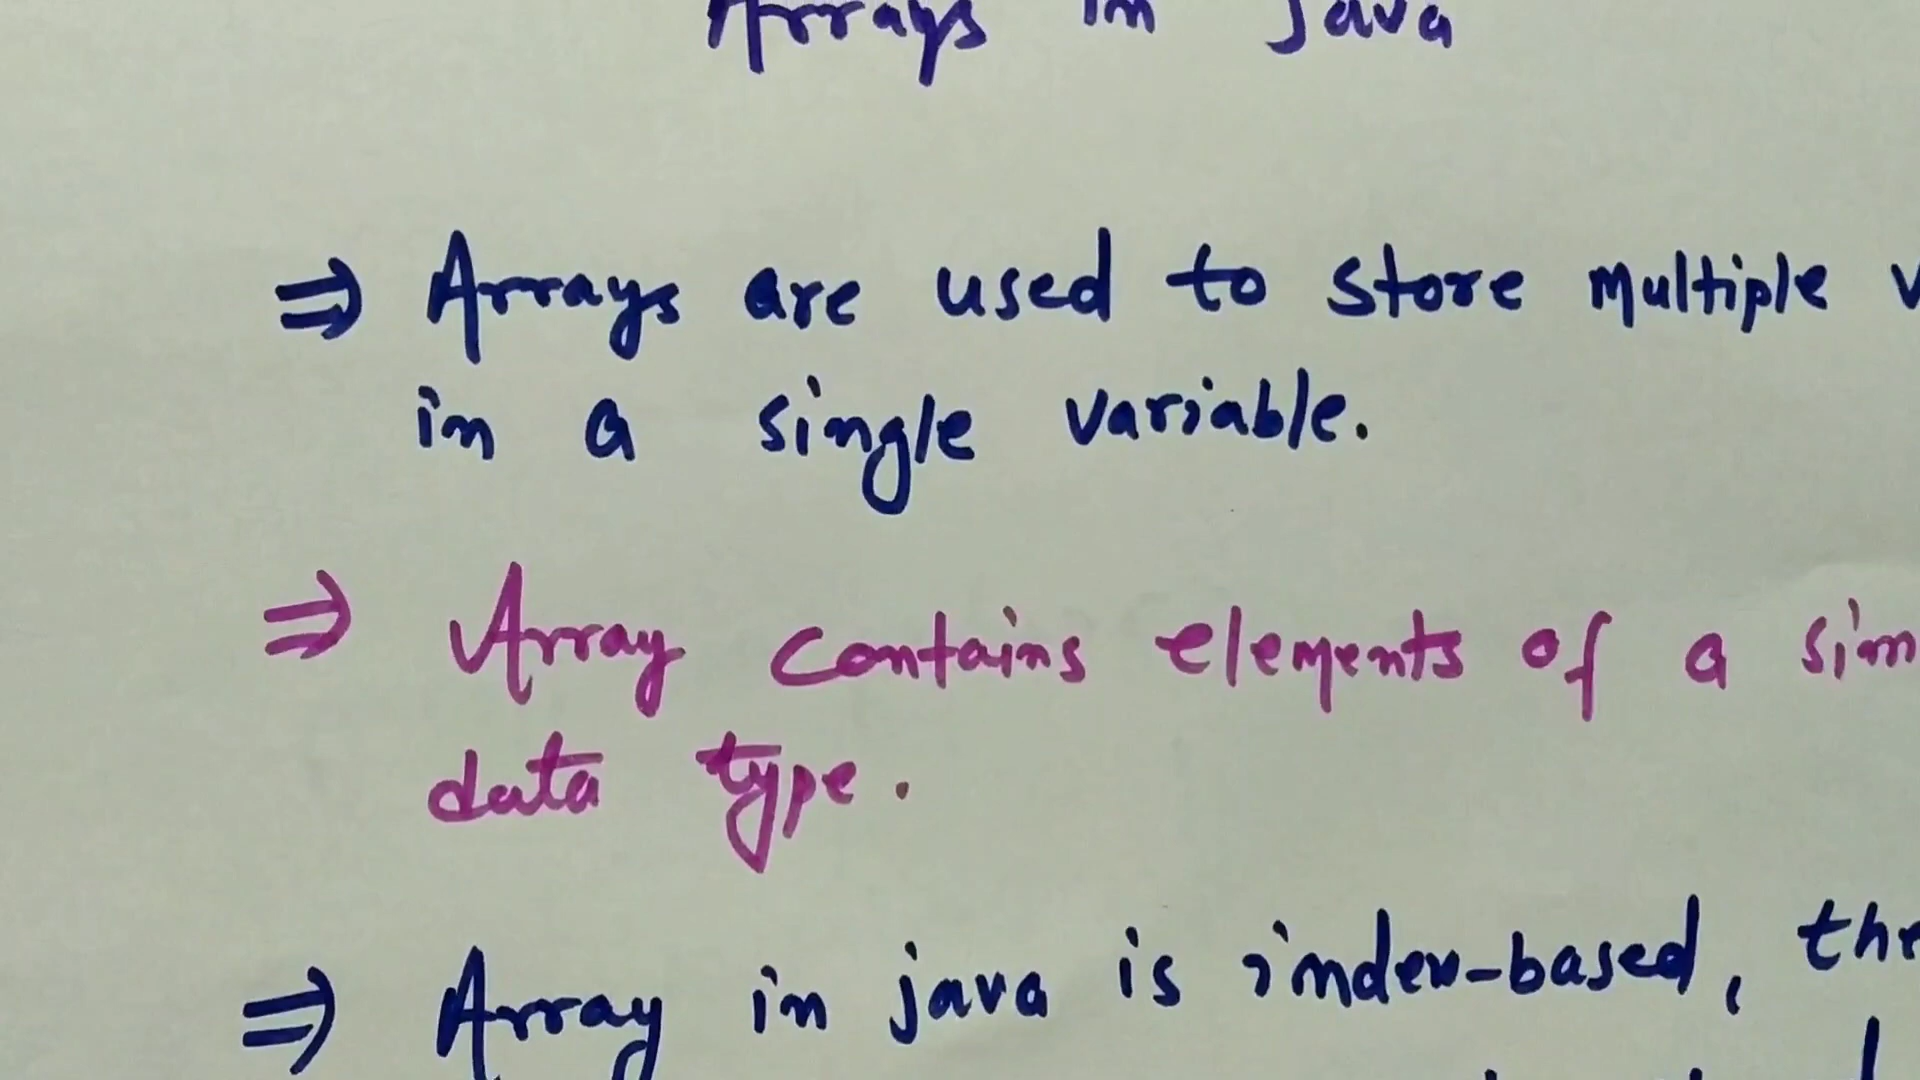 Arrays in Java
⇒ Arrays are used to store multiple
in a single variable.
⇒ Array contains elements of a
data type.
⇒ Array in java is index-based,